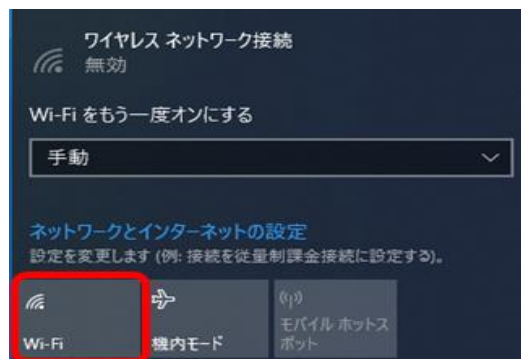 ワイヤレス ネットワーク接続
無効
Wi-Fi をもう一度オンにする
手動
ネットワークとインターネットの設定
設定を変更します (例: 接続を従量制課金接続に設定する)。
Wi-Fi
機内モード
モバイル ホットス
ポット